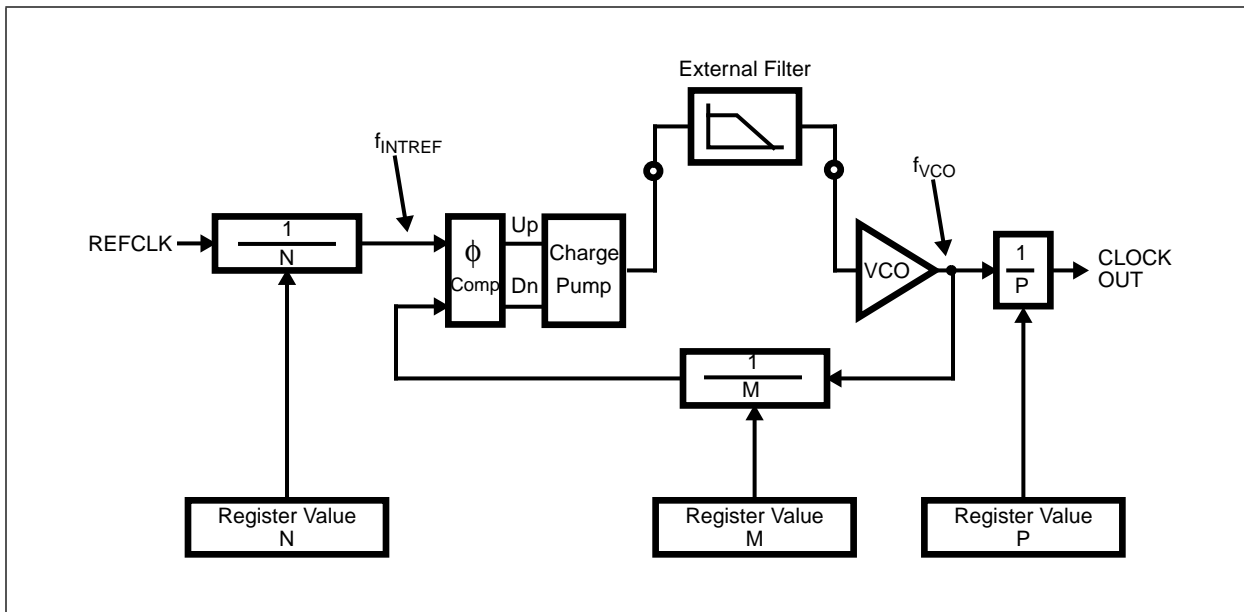 External Filter
fINTREF
fVCO
REFCLK
1
N
ϕ
Comp
Up
Dn
Charge
Pump
VCO
1
P
CLOCK
OUT
1
M
Register Value
N
Register Value
M
Register Value
P